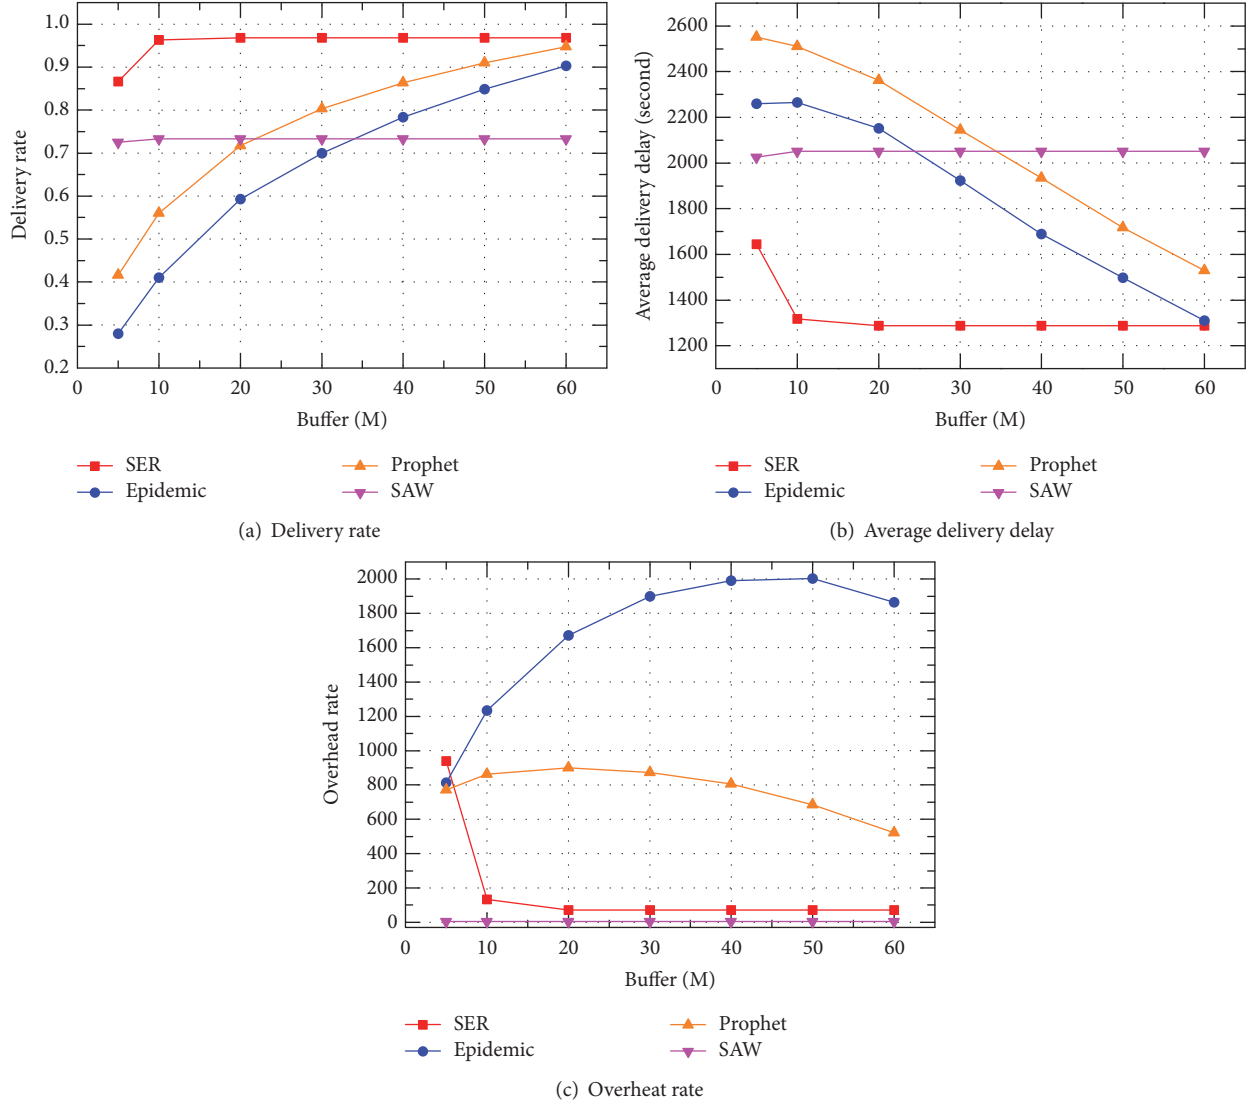 1.0
0.9
0.8
0.7
0.6
0.5
0.4
0.3
0.2
Delivery rate
0 10 20 30 40 50 60
Buffer (M)
SER Prophet
Epidemic SAW
(a) Delivery rate
2600
2400
2200
2000
1800
1600
1400
1200
Average delivery delay (second)
0 10 20 30 40 50 60
Buffer (M)
SER Prophet
Epidemic SAW
(b) Average delivery delay
2000
1800
1600
1400
1200
1000
800
600
400
200
0
Overhead rate
0 10 20 30 40 50 60
Buffer (M)
SER Prophet
Epidemic SAW
(c) Overheat rate